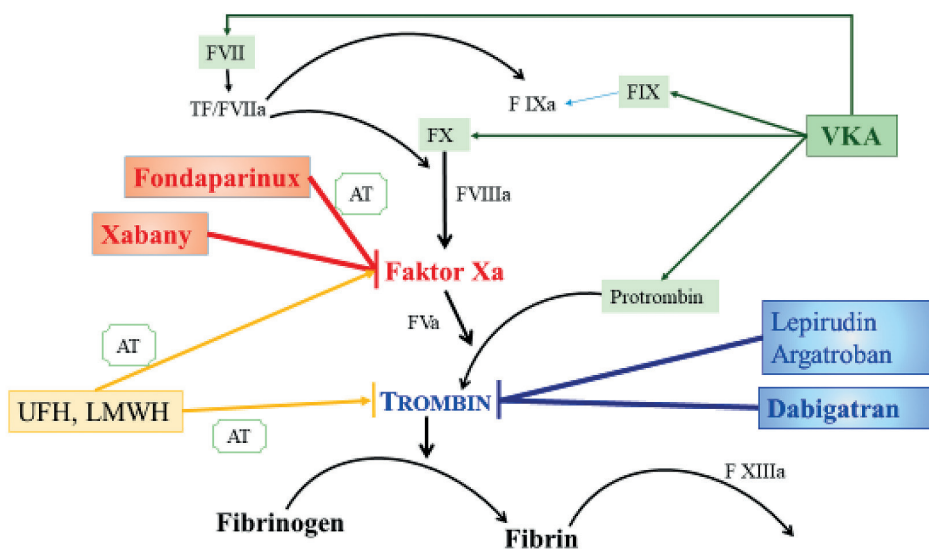 FVII
TF/FVIIa
F IXa
FIX
VKA
FX
Fondaparinux
AT
FVIIIa
Xabany
Faktor Xa
Protrombin
FVa
Lepirudin
Argatroban
AT
UFH, LMWH
TROMBIN
Dabigatran
AT
F XIIIa
Fibrinogen
Fibrin